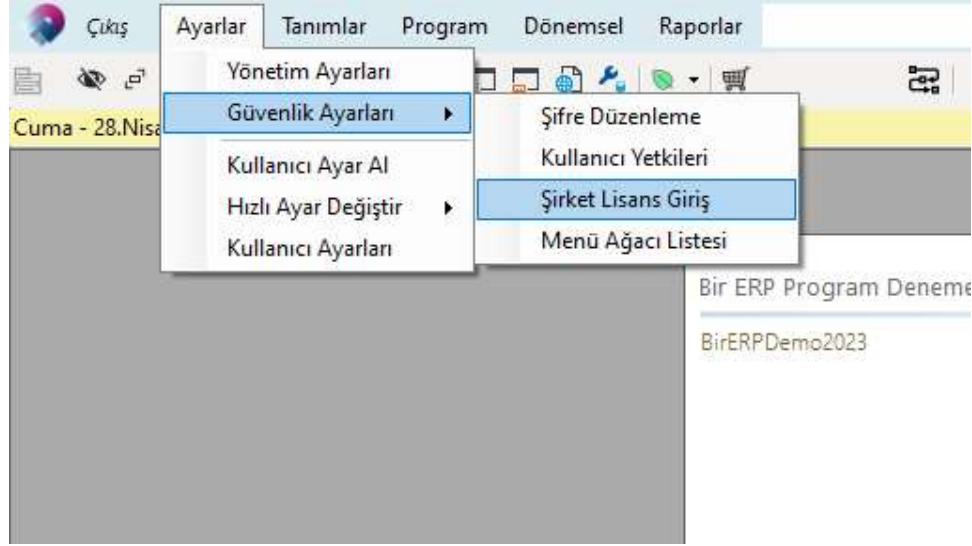 Çıkış Ayarlar Tanımlar Program Dönemsel Raporlar
Yönetim Ayarları
Güvenlik Ayarları
Kullanıcı Ayar Al
Hızlı Ayar Değiştir
Kullanıcı Ayarları
Şifre Düzenleme
Kullanıcı Yetkileri
Şirket Lisans Giriş
Menü Ağacı Listesi
Cuma - 28.Nisa
Bir ERP Program Deneme
BirERPDemo2023